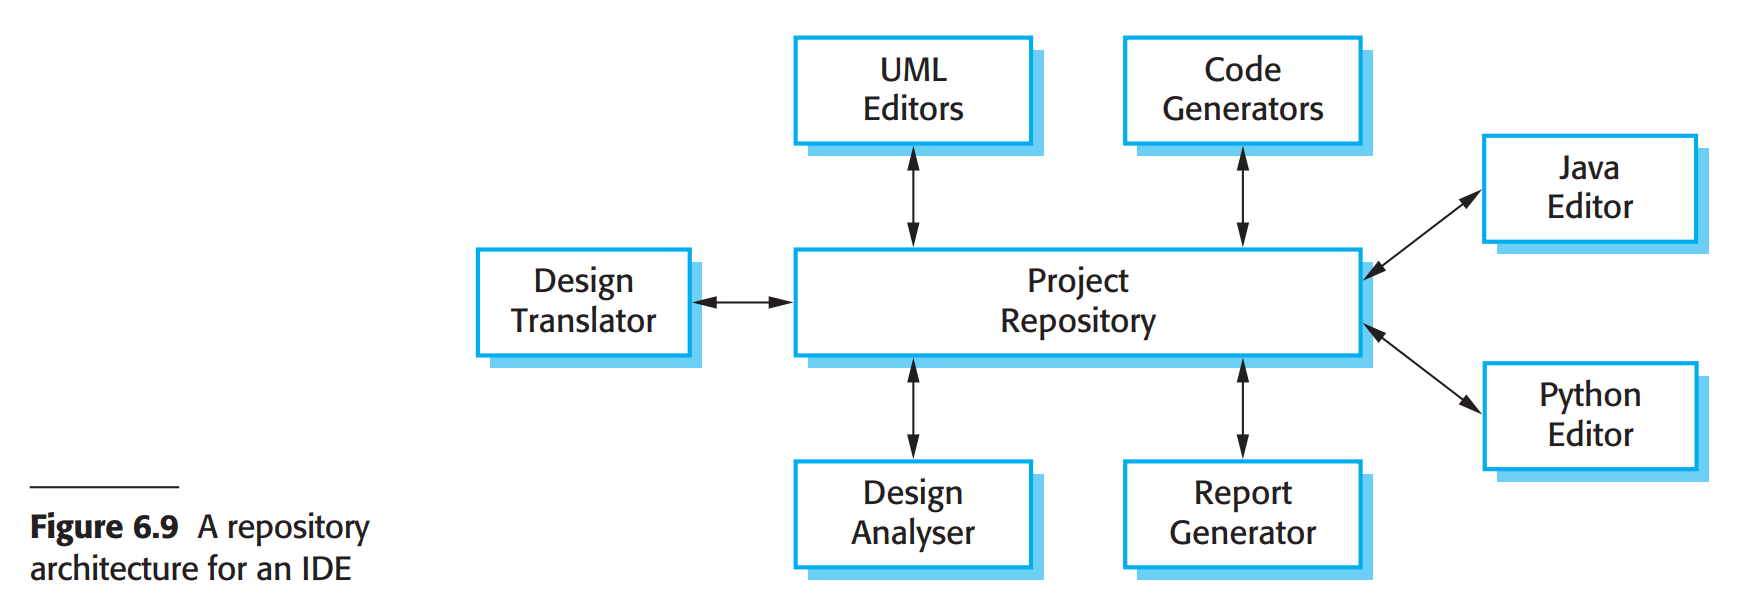 UML
Editors
Code
Generators
Java
Editor
Design
Translator
Project
Repository
Python
Editor
Design
Analyser
Report
Generator
Figure 6.9 A repository
architecture for an IDE